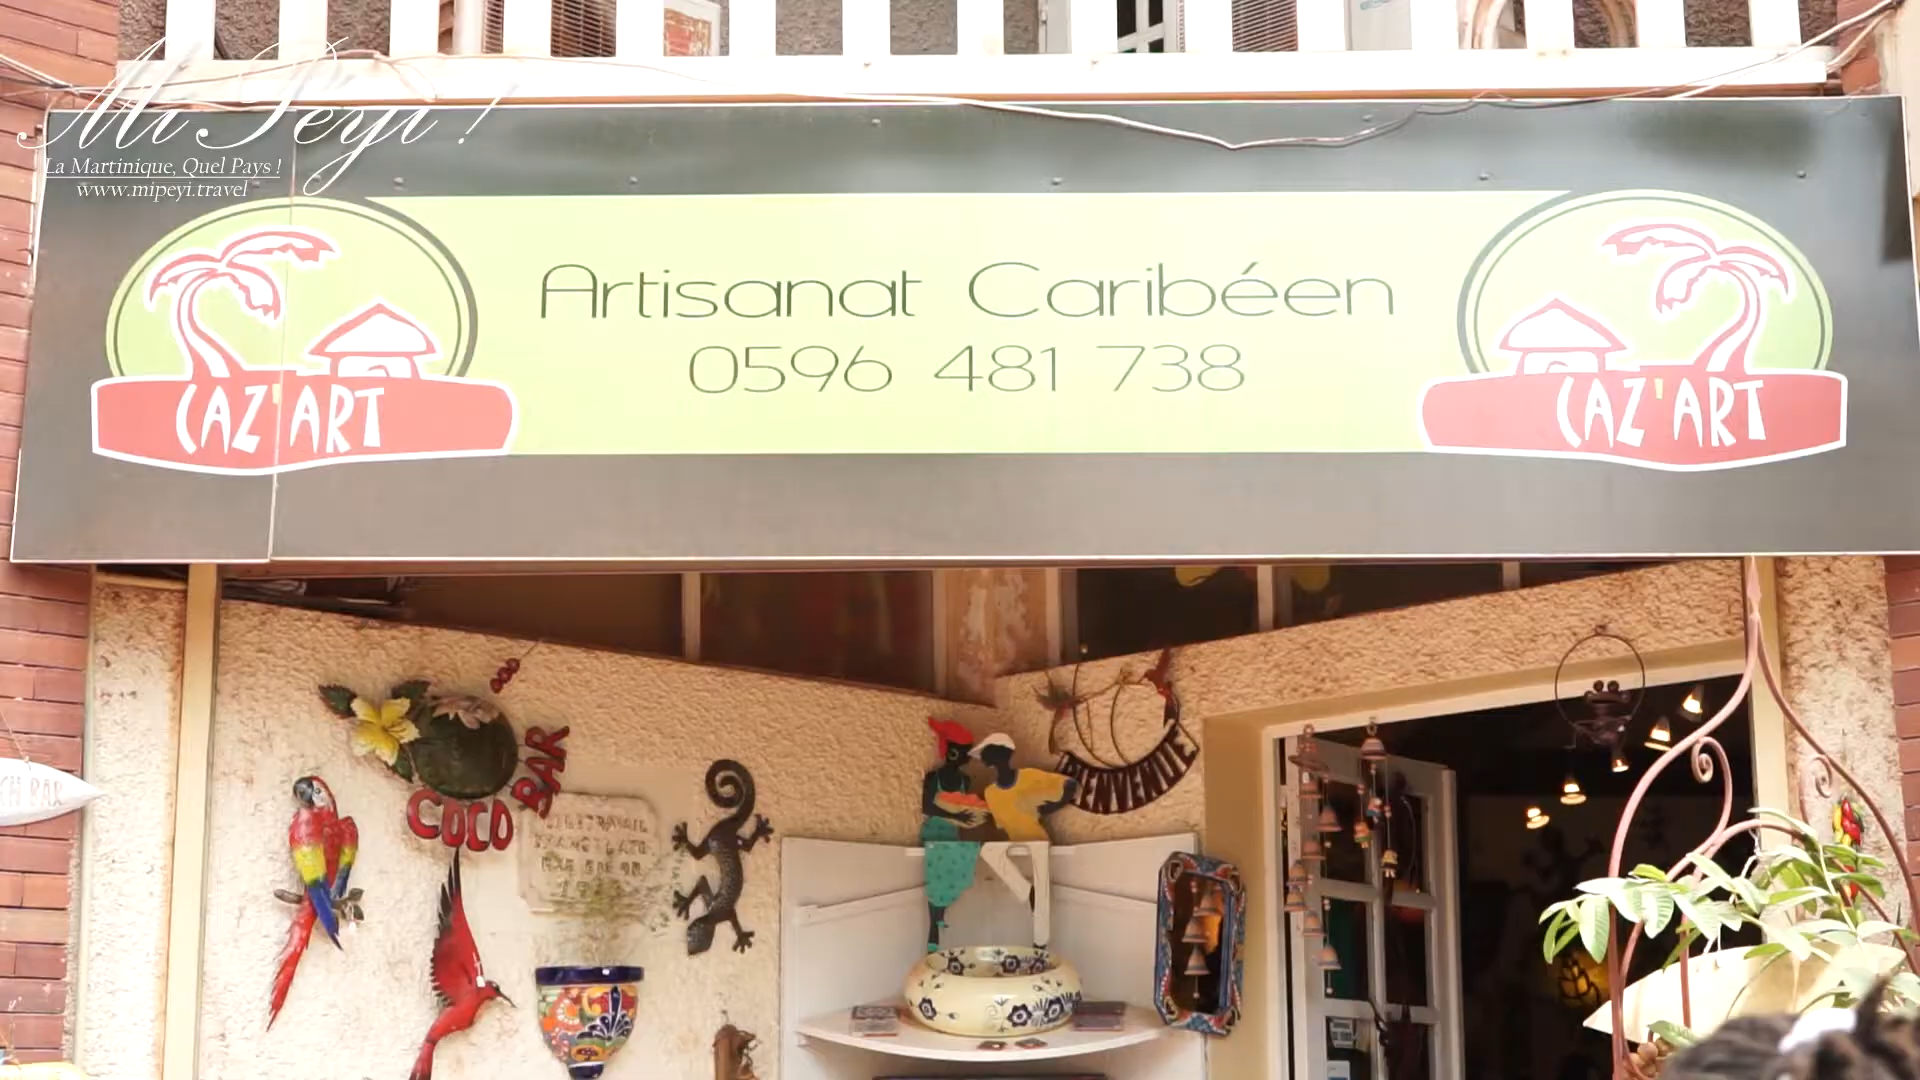 Mi Péyi !
La Martinique, Quel Pays !
www.mipeyi.travel
Artisanat Caribéen
0596 481 738
CAZ'ART
CAZ'ART
COCO BAR
BIENVENUE
BAR